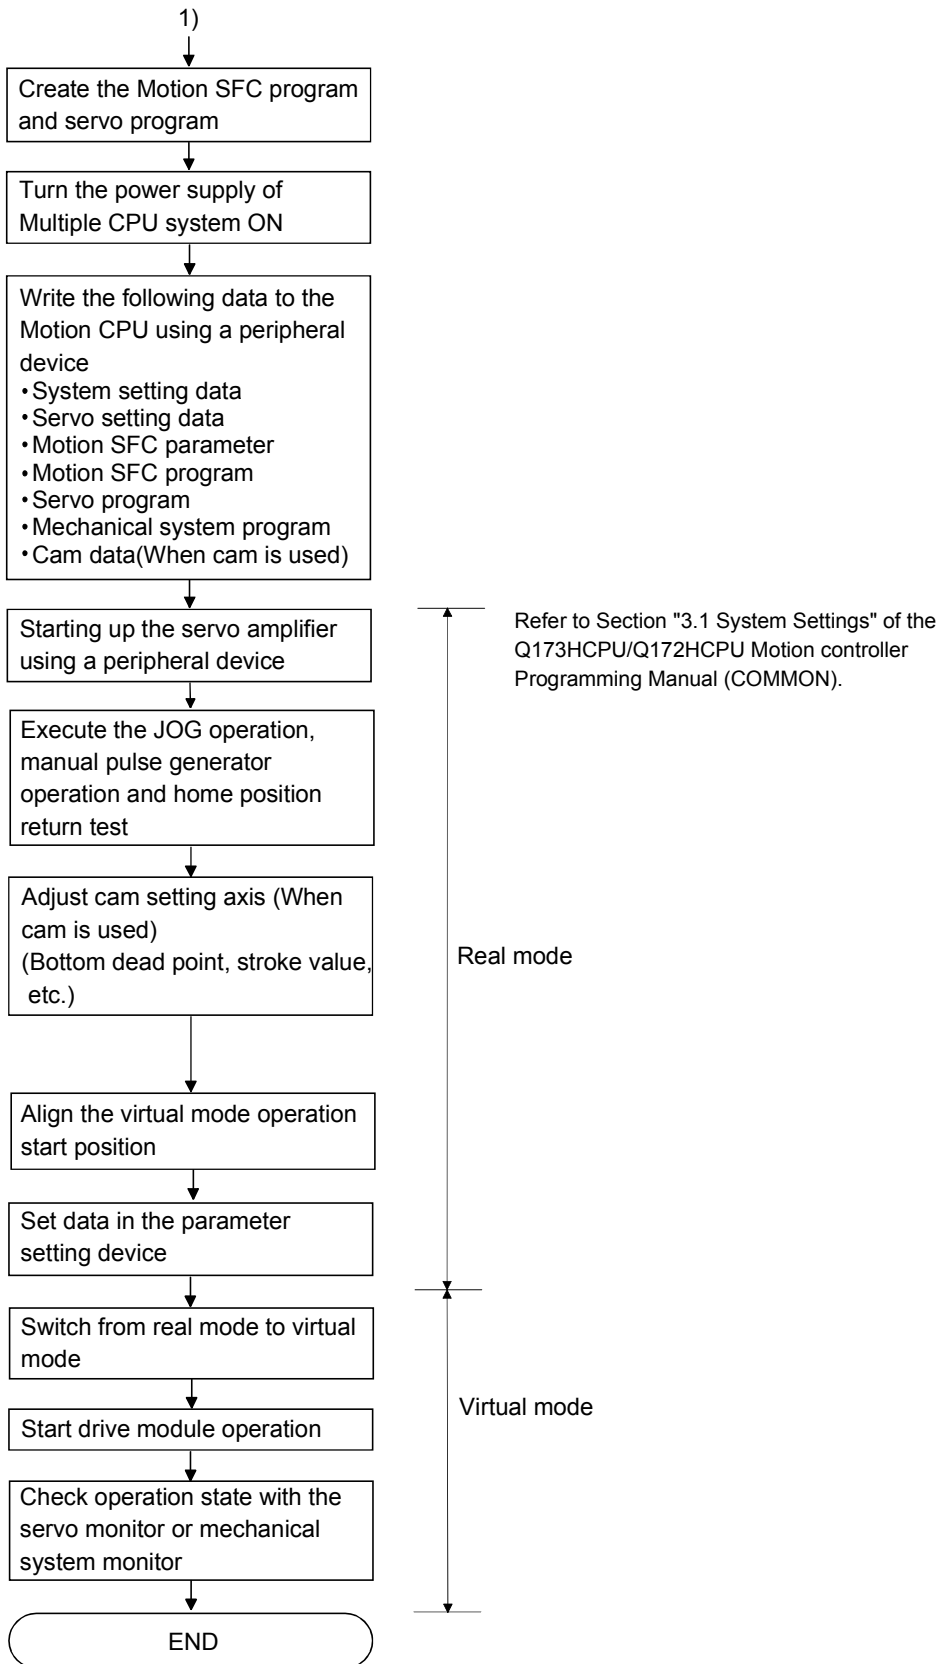 1)
Create the Motion SFC program
and servo program
Turn the power supply of
Multiple CPU system ON
Write the following data to the
Motion CPU using a peripheral
device
・System setting data
・Servo setting data
・Motion SFC parameter
・Motion SFC program
・Servo program
・Mechanical system program
・Cam data(When cam is used)
Starting up the servo amplifier
using a peripheral device
Refer to Section "3.1 System Settings" of the
Q173HCPU/Q172HCPU Motion controller
Programming Manual (COMMON).
Execute the JOG operation,
manual pulse generator
operation and home position
return test
Adjust cam setting axis (When
cam is used)
(Bottom dead point, stroke value,
etc.)
Real mode
Align the virtual mode operation
start position
Set data in the parameter
setting device
Switch from real mode to virtual
mode
Start drive module operation
Virtual mode
Check operation state with the
servo monitor or mechanical
system monitor
END